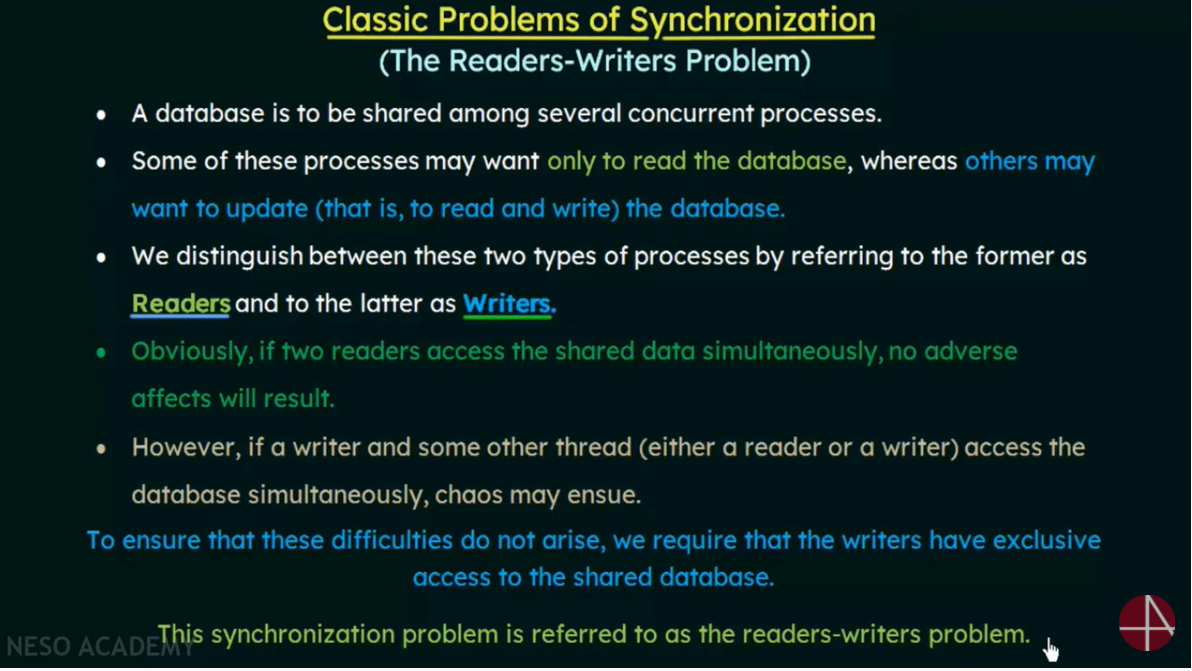 Classic Problems of Synchronization
(The Readers-Writers Problem)
• A database is to be shared among several concurrent processes.
• Some of these processes may want only to read the database, whereas others may
want to update (that is, to read and write) the database.
• We distinguish between these two types of processes by referring to the former as
Readers and to the latter as Writers.
• Obviously, if two readers access the shared data simultaneously, no adverse
affects will result.
• However, if a writer and some other thread (either a reader or a writer) access the
database simultaneously, chaos may ensue.
To ensure that these difficulties do not arise, we require that the writers have exclusive
access to the shared database.
This synchronization problem is referred to as the readers-writers problem.
NESO ACADEMY